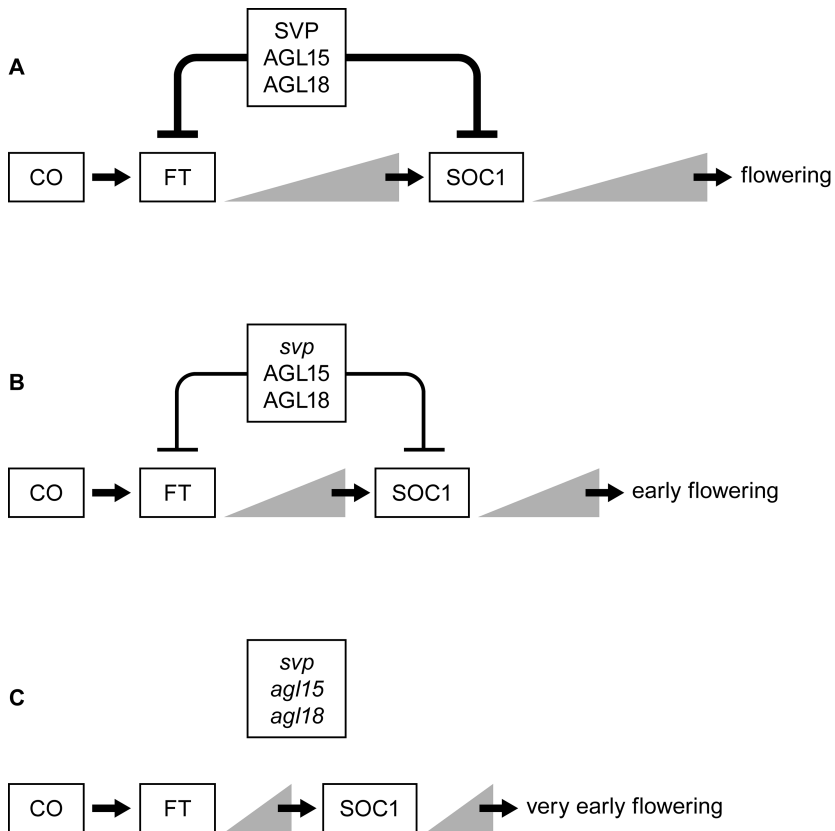 A
SVP
AGL15
AGL18
CO
FT
SOC1
flowering
B
svp
AGL15
AGL18
CO
FT
SOC1
early flowering
C
svp
agl15
agl18
CO
FT
SOC1
very early flowering